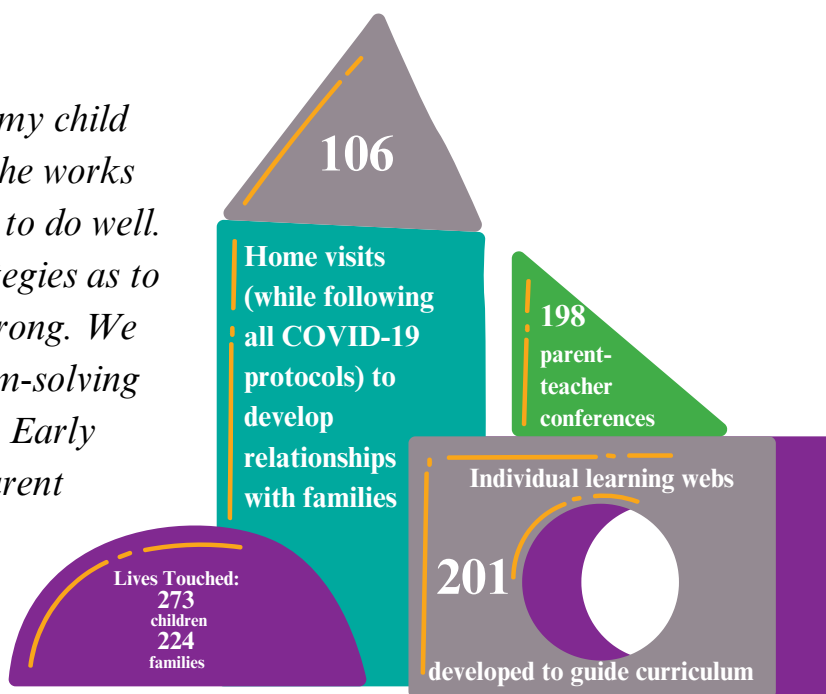 my child
he works
to do well.
egies as to
rong. We
m-solving
Early
rent
106
Home visits
(while following
all COVID-19
protocols) to
develop
relationships
with families
198
parent-
teacher
conferences
Individual learning webs
201
developed to guide curriculum
Lives Touched:
273
children
224
families